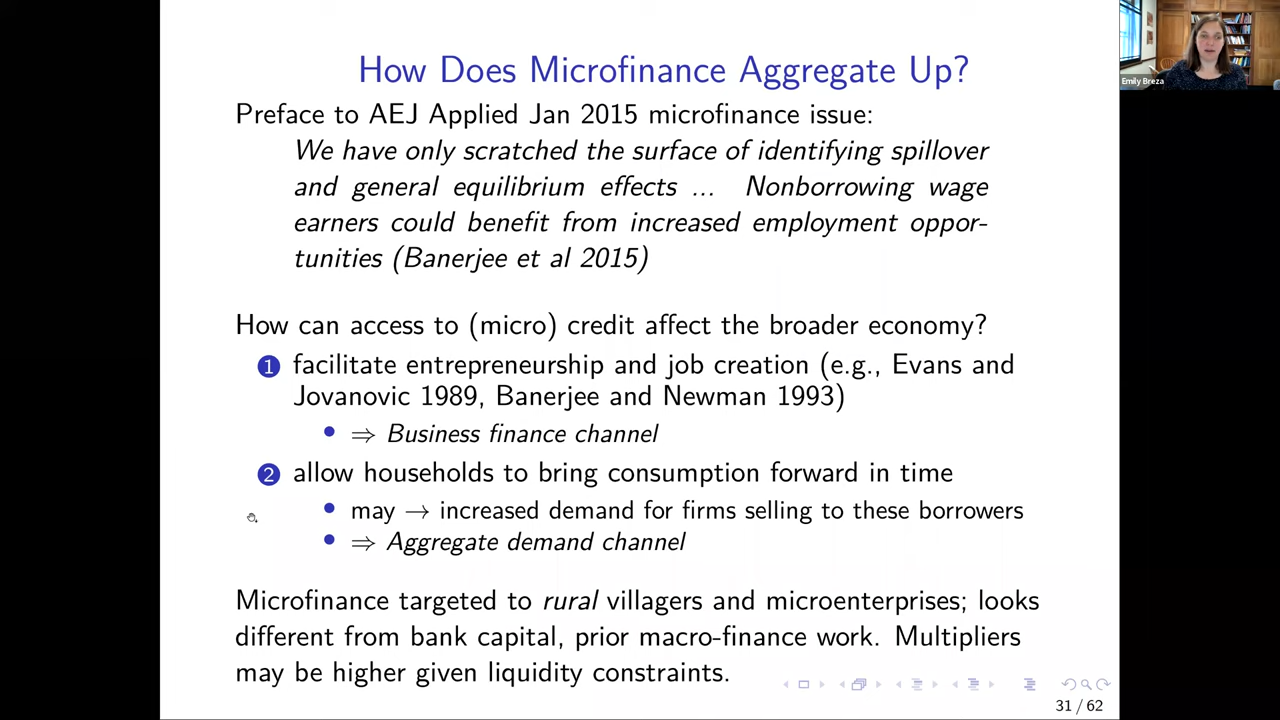 How Does Microfinance Aggregate Up?
Emily Breza
Preface to AEJ Applied Jan 2015 microfinance issue:
We have only scratched the surface of identifying spillover
and general equilibrium effects ... Nonborrowing wage
earners could benefit from increased employment oppor-
tunities (Banerjee et al 2015)
How can access to (micro) credit affect the broader economy?
1 facilitate entrepreneurship and job creation (e.g., Evans and
Jovanovic 1989, Banerjee and Newman 1993)
• ⇒ Business finance channel
2 allow households to bring consumption forward in time
• may → increased demand for firms selling to these borrowers
• ⇒ Aggregate demand channel
Microfinance targeted to rural villagers and microenterprises; looks
different from bank capital, prior macro-finance work. Multipliers
may be higher given liquidity constraints.
31 / 62